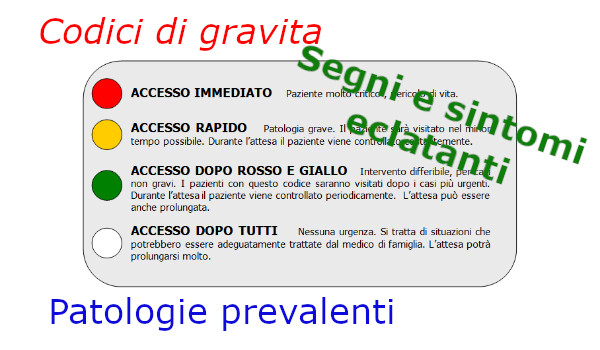 Codici di gravita
Segni e sintomi
eclatanti
ACCESSO IMMEDIATO Paziente molto critico, pericolo di vita.
ACCESSO RAPIDO Patologia grave. Il paziente sarà visitato nel minor
tempo possibile. Durante l'attesa il paziente viene controllato costantemente.
ACCESSO DOPO ROSSO E GIALLO Intervento differibile, per casi
non gravi. I pazienti con questo codice saranno visitati dopo i casi più urgenti.
Durante l'attesa il paziente viene controllato periodicamente. L'attesa può essere
anche prolungata.
ACCESSO DOPO TUTTI Nessuna urgenza. Si tratta di situazioni che
potrebbero essere adeguatamente trattate dal medico di famiglia. L'attesa potrà
prolungarsi molto.
Patologie prevalenti